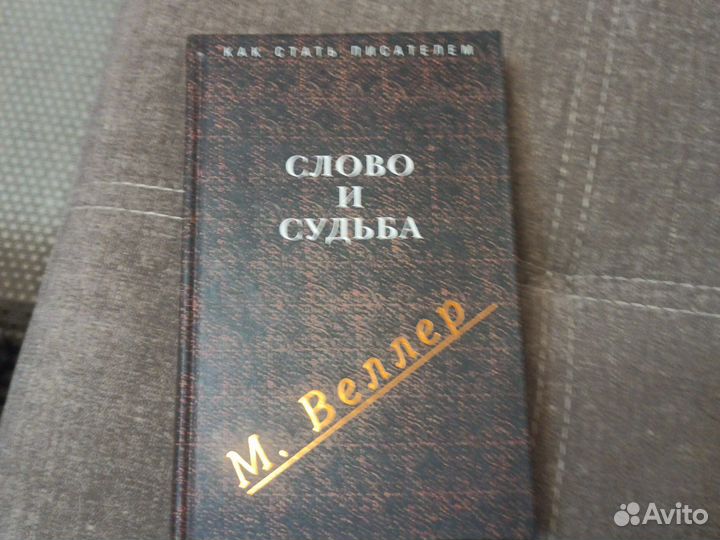 КАК СТАТЬ ПИСАТЕЛЕМ
СЛОВО
И
СУДЬБА
М. Веллер
Avito